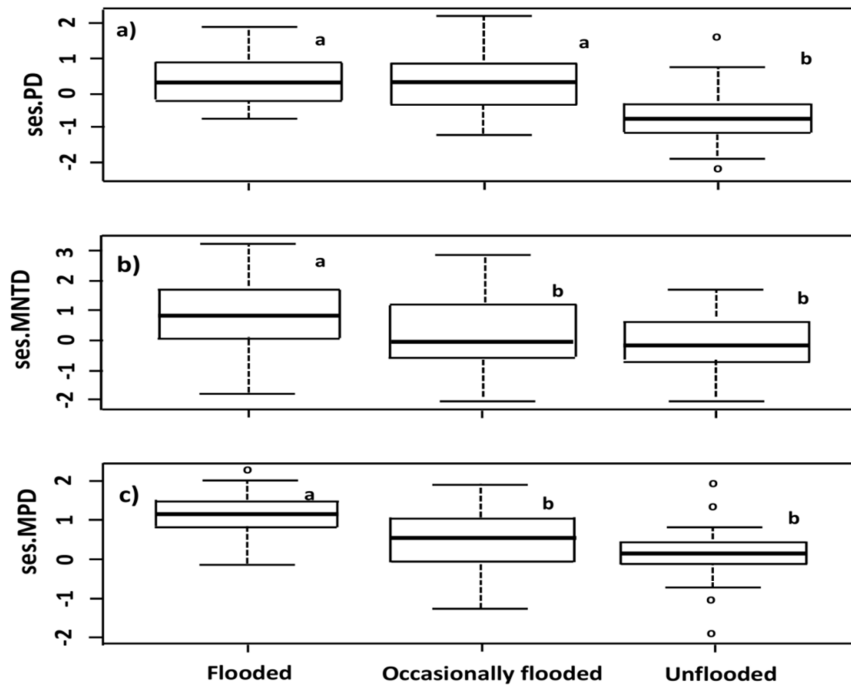 a)
a
a
b
ses.PD
2
1
0
-1
-2
b)
a
b
b
ses.MNTD
3
2
1
0
-1
-2
c)
a
b
b
ses.MPD
2
1
0
-1
-2
Flooded
Occasionally flooded
Unflooded